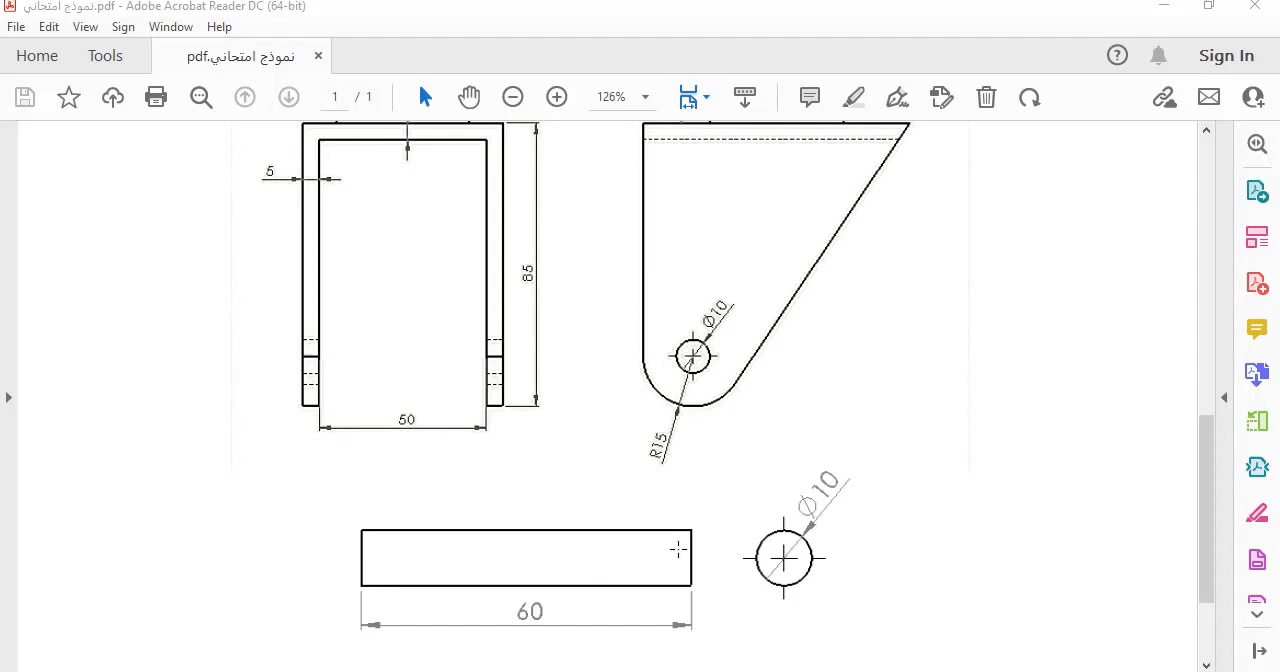 نموذج امتحاني.pdf - Adobe Acrobat Reader DC (64-bit)
File Edit View Sign Window Help
Home Tools نموذج امتحاني.pdf × Sign In
1 / 1 126%
5
85
Ø10
50
R15
Ø10
60